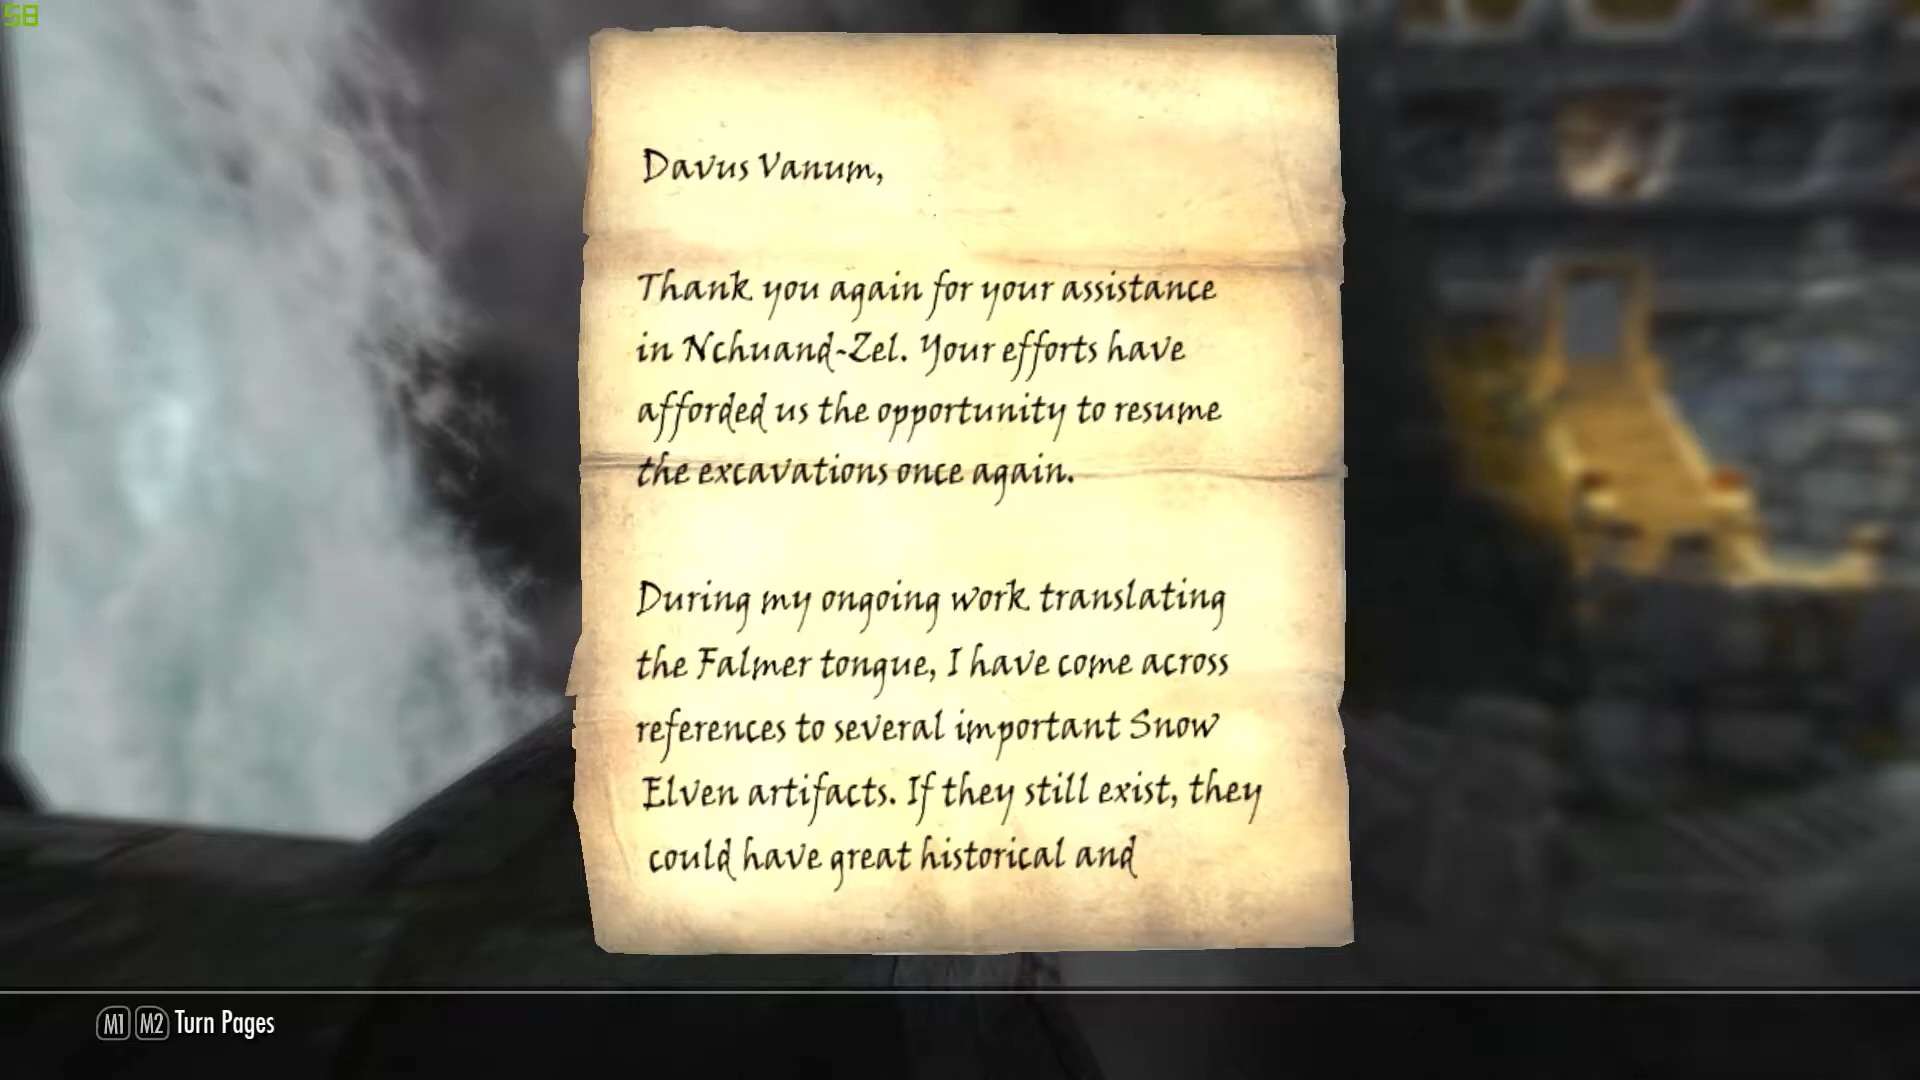 58
Davus Vanum,
Thank you again for your assistance
in Nchuand-Zel. Your efforts have
afforded us the opportunity to resume
the excavations once again.
During my ongoing work translating
the Falmer tongue, I have come across
references to several important Snow
Elven artifacts. If they still exist, they
could have great historical and
M1 M2 Turn Pages